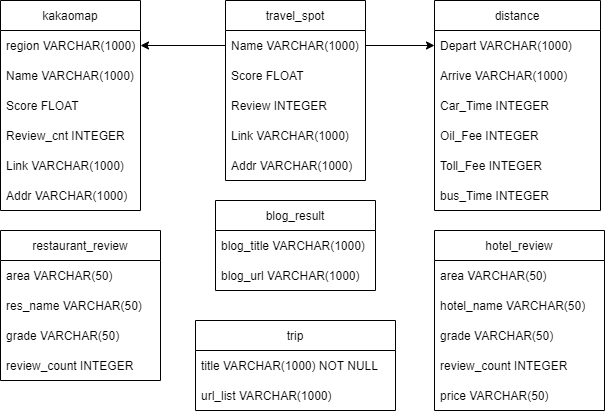 kakaomap
region VARCHAR(1000)
Name VARCHAR(1000)
Score FLOAT
Review_cnt INTEGER
Link VARCHAR(1000)
Addr VARCHAR(1000)
travel_spot
Name VARCHAR(1000)
Score FLOAT
Review INTEGER
Link VARCHAR(1000)
Addr VARCHAR(1000)
distance
Depart VARCHAR(1000)
Arrive VARCHAR(1000)
Car_Time INTEGER
Oil_Fee INTEGER
Toll_Fee INTEGER
bus_Time INTEGER
blog_result
blog_title VARCHAR(1000)
blog_url VARCHAR(1000)
restaurant_review
area VARCHAR(50)
res_name VARCHAR(50)
grade VARCHAR(50)
review_count INTEGER
trip
title VARCHAR(1000) NOT NULL
url_list VARCHAR(1000)
hotel_review
area VARCHAR(50)
hotel_name VARCHAR(50)
grade VARCHAR(50)
review_count INTEGER
price VARCHAR(50)